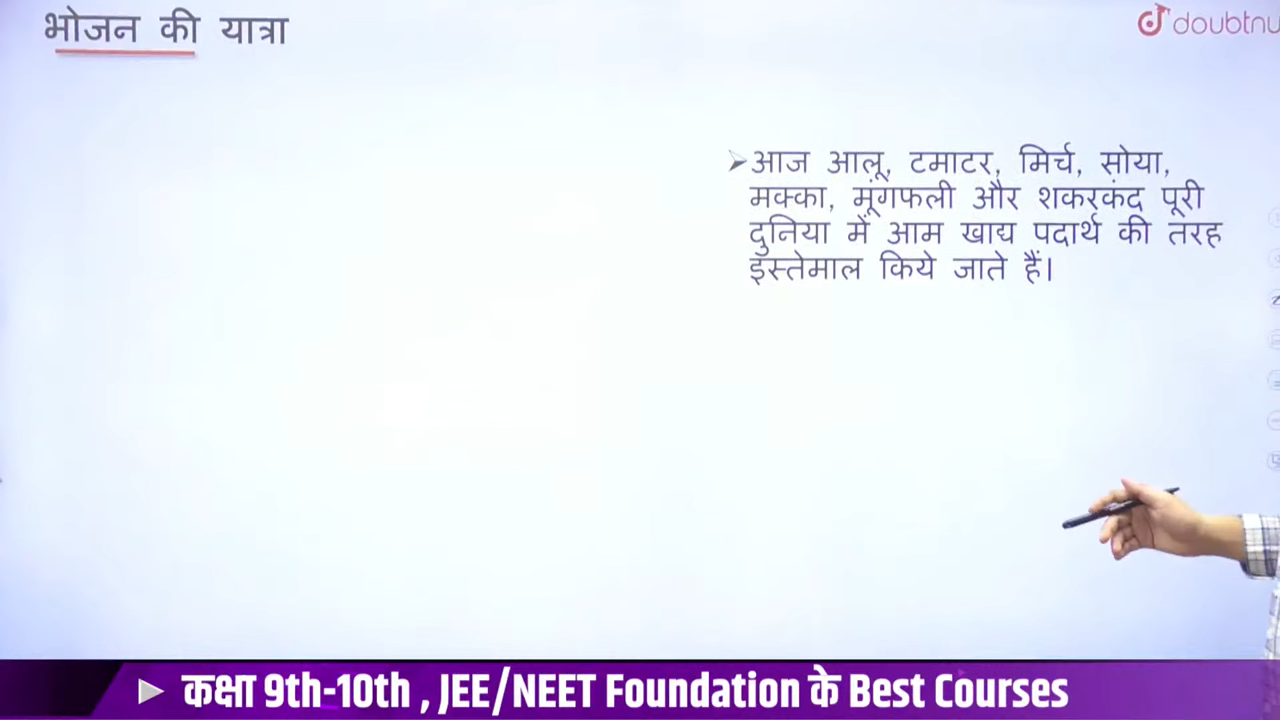 भोजन की यात्रा
doubtnu
आज आलू, टमाटर, मिर्च, सोया,
मक्का, मूंगफली और शकरकंद पूरी
दुनिया में आम खाद्य पदार्थ की तरह
इस्तेमाल किये जाते हैं।
कक्षा 9th-10th , JEE/NEET Foundation के Best Courses